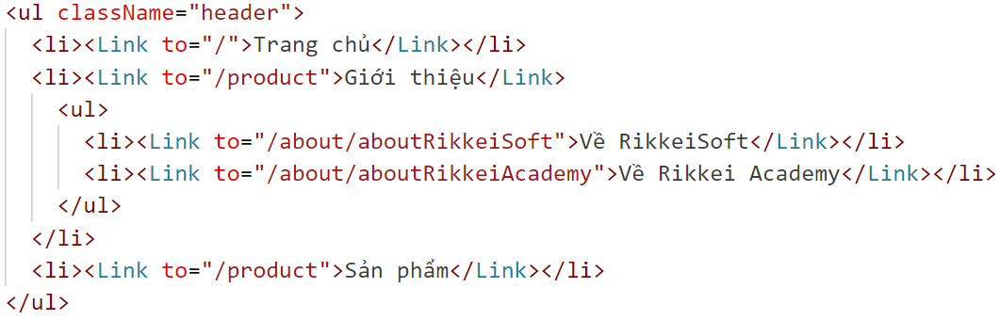 <ul className="header">
<li><Link to="/">Trang chủ</Link></li>
<li><Link to="/product">Giới thiệu</Link>
<ul>
<li><Link to="/about/aboutRikkeiSoft">Về RikkeiSoft</Link></li>
<li><Link to="/about/aboutRikkeiAcademy">Về Rikkei Academy</Link></li>
</ul>
</li>
<li><Link to="/product">Sản phẩm</Link></li>
</ul>